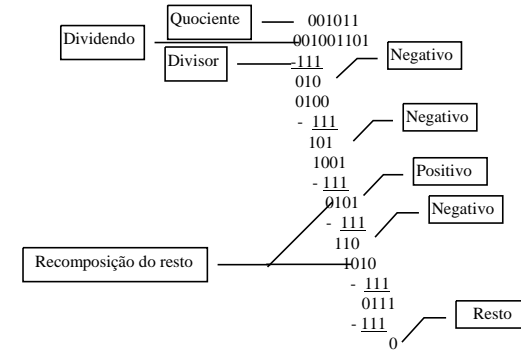 Quociente 001011
Dividendo 001001101
Divisor -111
Negativo
010
0100
- 111
Negativo
101
1001
- 111
Positivo
0101
- 111
Negativo
110
Recomposição do resto 1010
- 111
0111
- 111
Resto
0